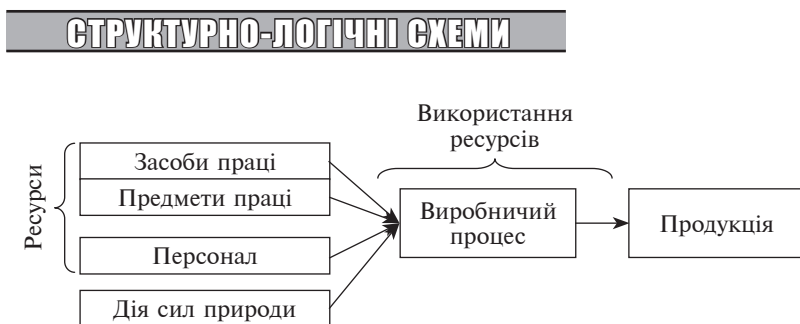 СТРУКТУРНО-ЛОГІЧНІ СХЕМИ
Використання
ресурсів
Ресурси
Засоби праці
Предмети праці
Персонал
Дія сил природи
Виробничий
процес
Продукція